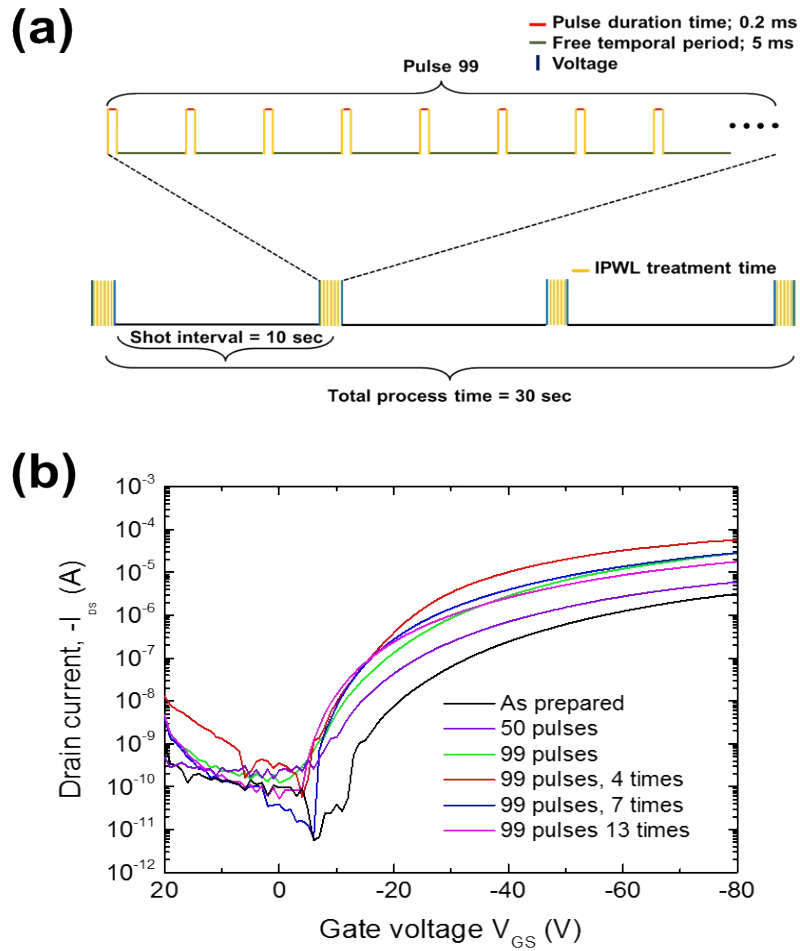 (a)
Pulse duration time; 0.2 ms
Free temporal period; 5 ms
Voltage
Pulse 99
IPWL treatment time
Shot interval = 10 sec
Total process time = 30 sec
(b)
Drain current, -I_DS (A)
10^-3
10^-4
10^-5
10^-6
10^-7
10^-8
10^-9
10^-10
10^-11
10^-12
As prepared
50 pulses
99 pulses
99 pulses, 4 times
99 pulses, 7 times
99 pulses 13 times
20 0 -20 -40 -60 -80
Gate voltage V_GS (V)